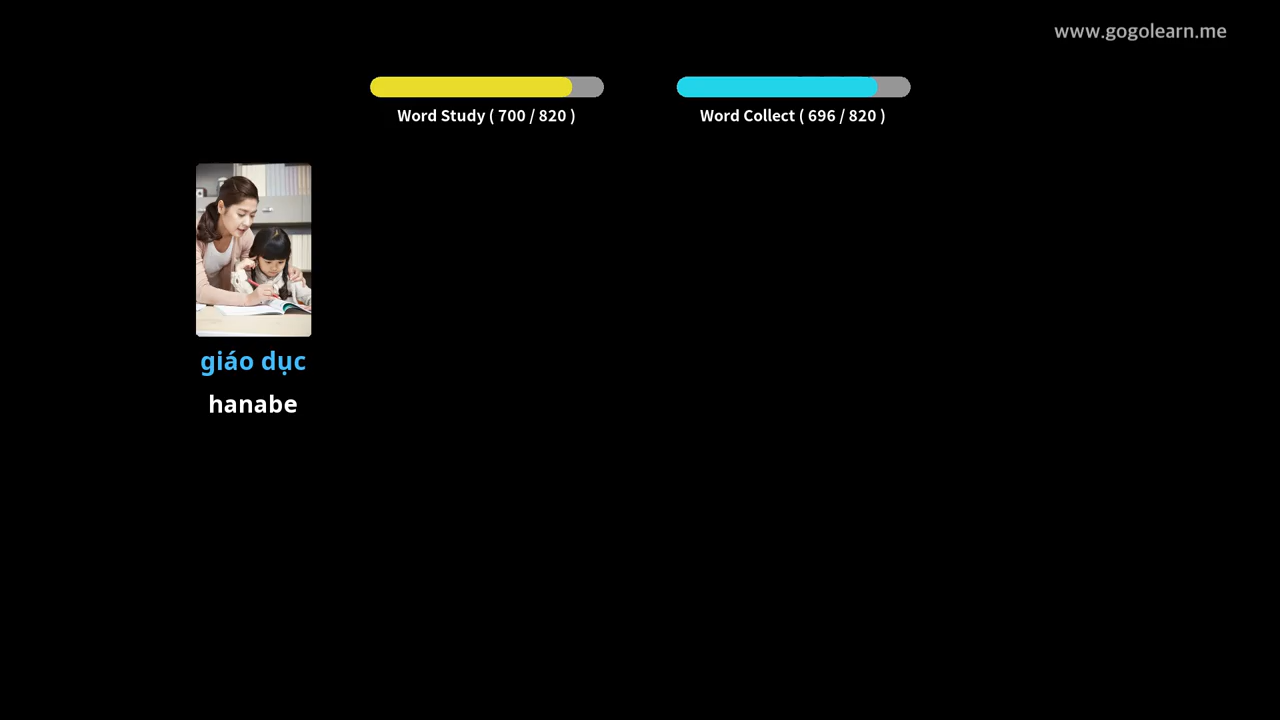 www.gogolearn.me
Word Study ( 700 / 820 )
Word Collect ( 696 / 820 )
giáo dục
hanabe